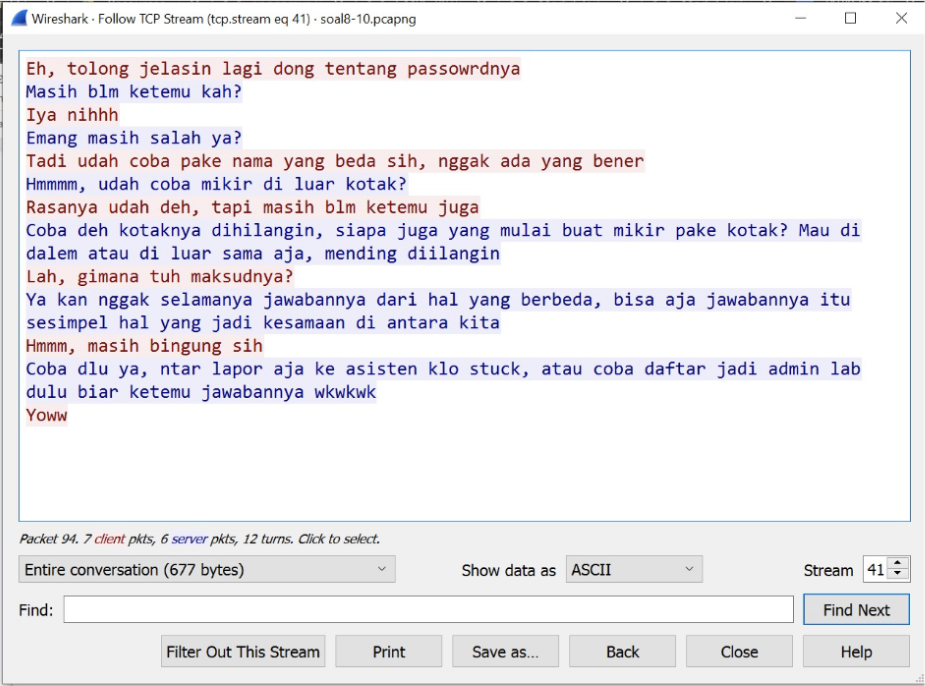 Wireshark · Follow TCP Stream (tcp.stream eq 41) · soal8-10.pcapng
Eh, tolong jelasin lagi dong tentang passowrdnya
Masih blm ketemu kah?
Iya nihhh
Emang masih salah ya?
Tadi udah coba pake nama yang beda sih, nggak ada yang bener
Hmmmm, udah coba mikir di luar kotak?
Rasanya udah deh, tapi masih blm ketemu juga
Coba deh kotaknya dihilangin, siapa juga yang mulai buat mikir pake kotak? Mau di
dalem atau di luar sama aja, mending diilangin
Lah, gimana tuh maksudnya?
Ya kan nggak selamanya jawabannya dari hal yang berbeda, bisa aja jawabannya itu
sesimpel hal yang jadi kesamaan di antara kita
Hmmm, masih bingung sih
Coba dlu ya, ntar lapor aja ke asisten klo stuck, atau coba daftar jadi admin lab
dulu biar ketemu jawabannya wkwkwk
Yoww
Packet 94. 7 client pkts, 6 server pkts, 12 turns. Click to select.
Entire conversation (677 bytes) Show data as ASCII Stream 41
Find: Find Next
Filter Out This Stream Print Save as... Back Close Help